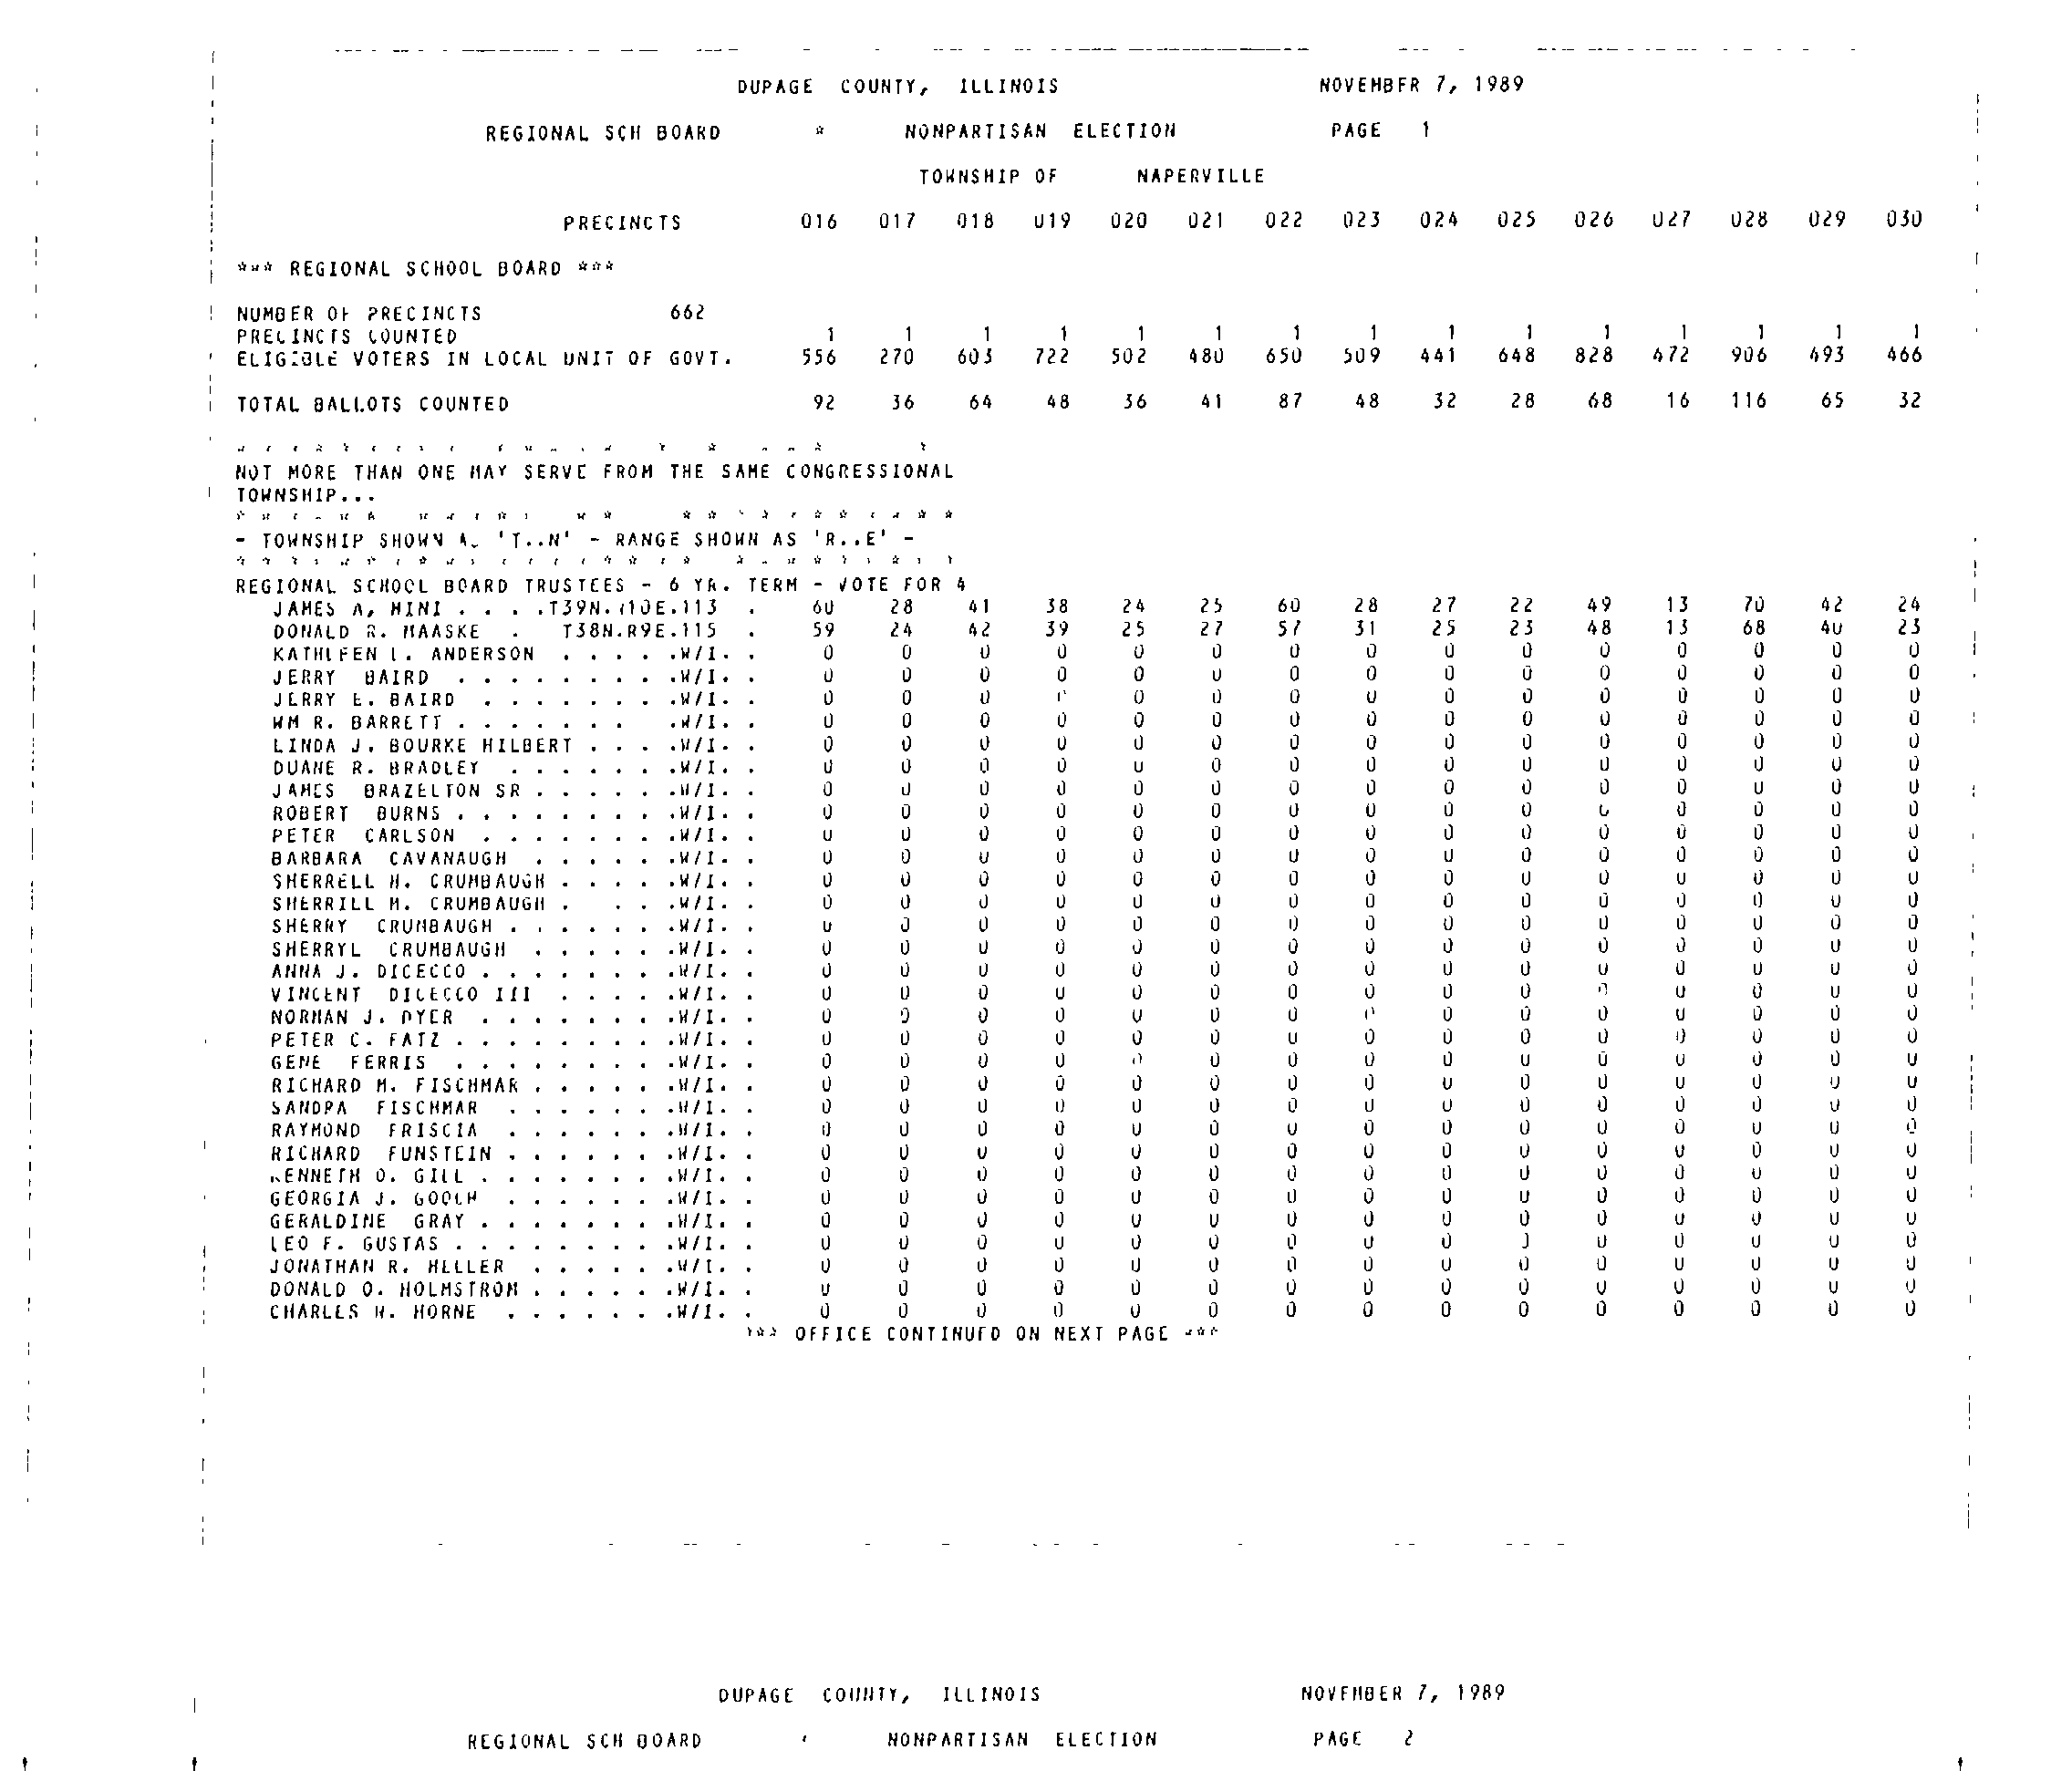 DUPAGE COUNTY, ILLINOIS NOVEMBER 7, 1989
REGIONAL SCH BOARD * NONPARTISAN ELECTION PAGE 1
TOWNSHIP OF NAPERVILLE
PRECINCTS 016 017 018 019 020 021 022 023 024 025 026 027 028 029 030
*** REGIONAL SCHOOL BOARD ***
NUMBER OF PRECINCTS 662
PRECINCTS COUNTED 1 1 1 1 1 1 1 1 1 1 1 1 1 1 1
ELIGIBLE VOTERS IN LOCAL UNIT OF GOVT. 556 270 603 722 502 480 650 509 441 648 828 472 906 493 466
TOTAL BALLOTS COUNTED 92 36 64 48 36 41 87 48 32 28 68 16 116 65 32
NOT MORE THAN ONE MAY SERVE FROM THE SAME CONGRESSIONAL
TOWNSHIP...
- TOWNSHIP SHOWN AS 'T..N' - RANGE SHOWN AS 'R..E' -
REGIONAL SCHOOL BOARD TRUSTEES - 6 YR. TERM - VOTE FOR 4
JAMES A. MINI . . . .T39N.R10E.113 . 60 28 41 38 24 25 60 28 27 22 49 13 70 42 24
DONALD R. MAASKE . T38N.R9E.115 . 59 24 42 39 25 27 57 31 25 23 48 13 68 40 23
KATHLEEN L. ANDERSON . . . . .W/I. . 0 0 0 0 0 0 0 0 0 0 0 0 0 0 0
JERRY BAIRD . . . . . . . . .W/I. . 0 0 0 0 0 0 0 0 0 0 0 0 0 0 0
JERRY E. BAIRD . . . . . . . .W/I. . 0 0 0 0 0 0 0 0 0 0 0 0 0 0 0
WM R. BARRETT . . . . . . . .W/I. . 0 0 0 0 0 0 0 0 0 0 0 0 0 0 0
LINDA J. BOURKE HILBERT . . . .W/I. . 0 0 0 0 0 0 0 0 0 0 0 0 0 0 0
DUANE R. BRADLEY . . . . . . .W/I. . 0 0 0 0 0 0 0 0 0 0 0 0 0 0 0
JAMES BRAZELTON SR . . . . . .W/I. . 0 0 0 0 0 0 0 0 0 0 0 0 0 0 0
ROBERT BURNS . . . . . . . . .W/I. . 0 0 0 0 0 0 0 0 0 0 0 0 0 0 0
PETER CARLSON . . . . . . . .W/I. . 0 0 0 0 0 0 0 0 0 0 0 0 0 0 0
BARBARA CAVANAUGH . . . . . .W/I. . 0 0 0 0 0 0 0 0 0 0 0 0 0 0 0
SHERRELL H. CRUMBAUGH . . . . .W/I. . 0 0 0 0 0 0 0 0 0 0 0 0 0 0 0
SHERRILL M. CRUMBAUGH . . . .W/I. . 0 0 0 0 0 0 0 0 0 0 0 0 0 0 0
SHERRY CRUMBAUGH . . . . . . .W/I. . 0 0 0 0 0 0 0 0 0 0 0 0 0 0 0
SHERRYL CRUMBAUGH . . . . . .W/I. . 0 0 0 0 0 0 0 0 0 0 0 0 0 0 0
ANNA J. DICECCO . . . . . . . .W/I. . 0 0 0 0 0 0 0 0 0 0 0 0 0 0 0
VINCENT DICECCO III . . . . .W/I. . 0 0 0 0 0 0 0 0 0 0 0 0 0 0 0
NORMAN J. DYER . . . . . . . .W/I. . 0 0 0 0 0 0 0 0 0 0 0 0 0 0 0
PETER C. FATZ . . . . . . . . .W/I. . 0 0 0 0 0 0 0 0 0 0 0 0 0 0 0
GENE FERRIS . . . . . . . . .W/I. . 0 0 0 0 0 0 0 0 0 0 0 0 0 0 0
RICHARD M. FISCHMAR . . . . . .W/I. . 0 0 0 0 0 0 0 0 0 0 0 0 0 0 0
SANDRA FISCHMAR . . . . . . .W/I. . 0 0 0 0 0 0 0 0 0 0 0 0 0 0 0
RAYMOND FRISCIA . . . . . . .W/I. . 0 0 0 0 0 0 0 0 0 0 0 0 0 0 0
RICHARD FUNSTEIN . . . . . . .W/I. . 0 0 0 0 0 0 0 0 0 0 0 0 0 0 0
KENNETH O. GILL . . . . . . . .W/I. . 0 0 0 0 0 0 0 0 0 0 0 0 0 0 0
GEORGIA J. GOOCH . . . . . . .W/I. . 0 0 0 0 0 0 0 0 0 0 0 0 0 0 0
GERALDINE GRAY . . . . . . . .W/I. . 0 0 0 0 0 0 0 0 0 0 0 0 0 0 0
LEO F. GUSTAS . . . . . . . . .W/I. . 0 0 0 0 0 0 0 0 0 0 0 0 0 0 0
JONATHAN R. HELLER . . . . . .W/I. . 0 0 0 0 0 0 0 0 0 0 0 0 0 0 0
DONALD O. HOLMSTROM . . . . . .W/I. . 0 0 0 0 0 0 0 0 0 0 0 0 0 0 0
CHARLES H. HORNE . . . . . . .W/I. . 0 0 0 0 0 0 0 0 0 0 0 0 0 0 0
*** OFFICE CONTINUED ON NEXT PAGE ***
DUPAGE COUNTY, ILLINOIS NOVEMBER 7, 1989
REGIONAL SCH BOARD NONPARTISAN ELECTION PAGE 2